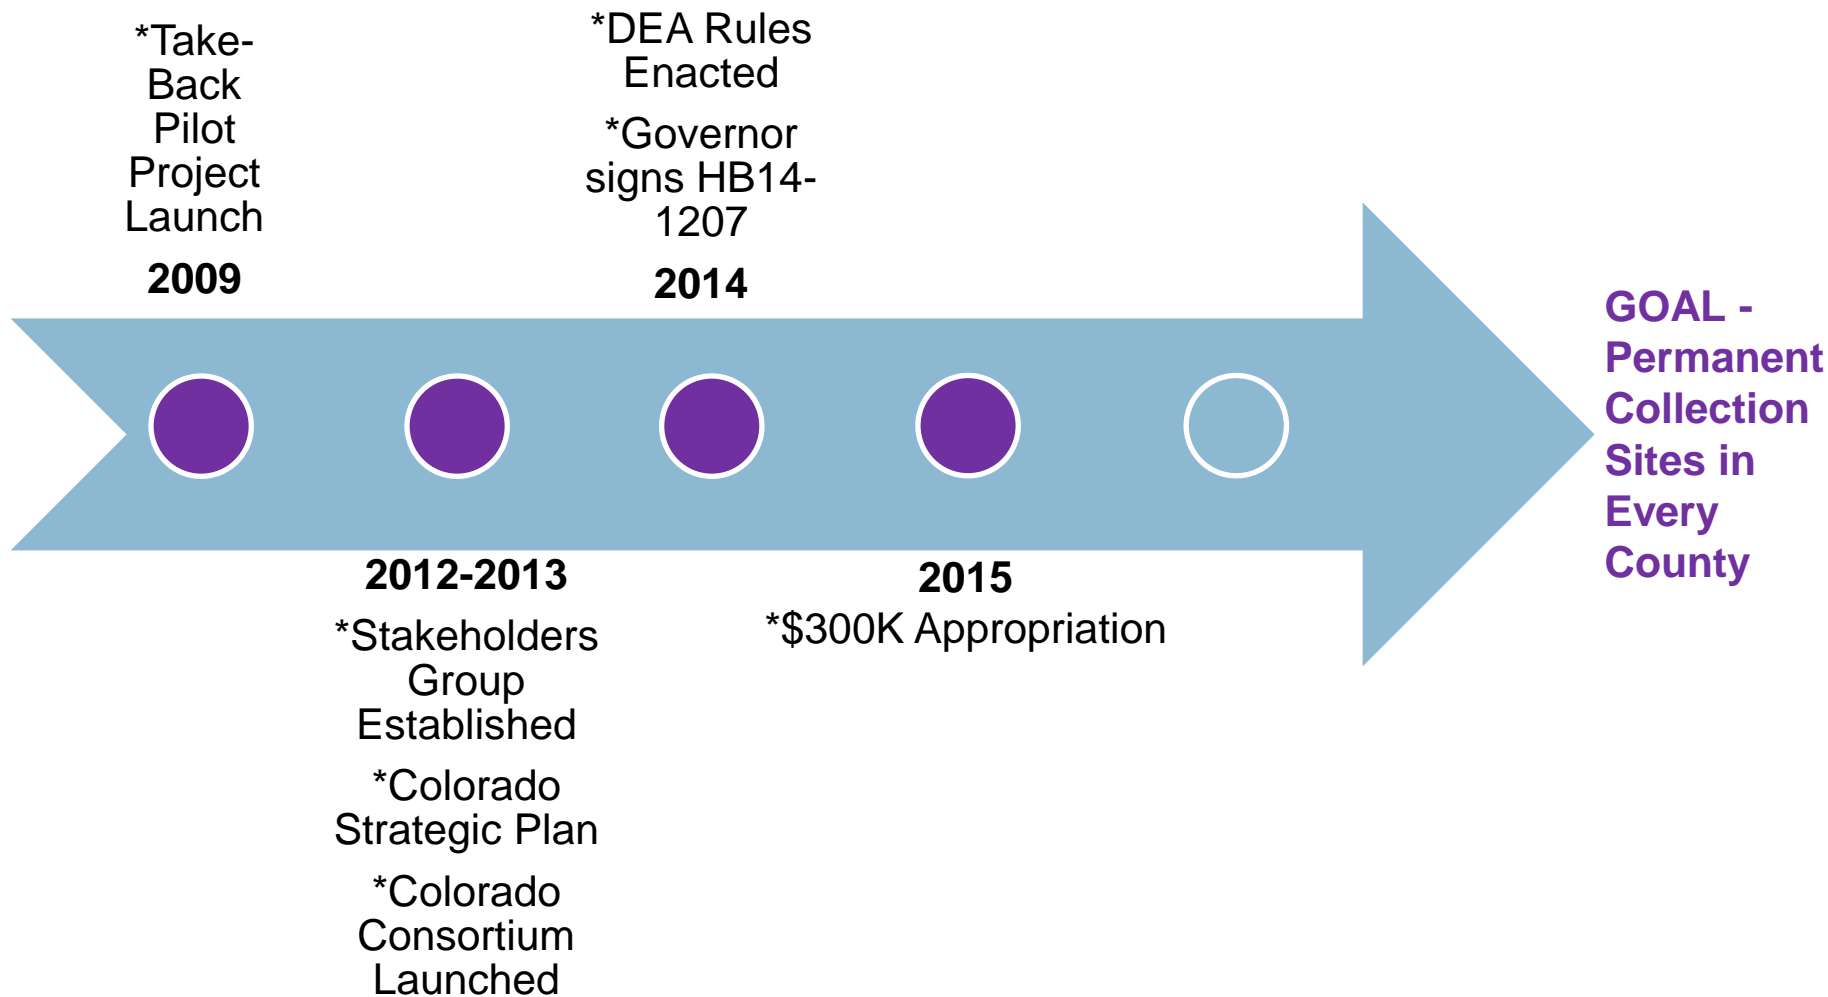 *Take-
Back
Pilot
Project
Launch
2009
*DEA Rules
Enacted
*Governor
signs HB14-
1207
2014
2012-2013
*Stakeholders
Group
Established
*Colorado
Strategic Plan
*Colorado
Consortium
Launched
2015
*$300K Appropriation
GOAL -
Permanent
Collection
Sites in
Every
County